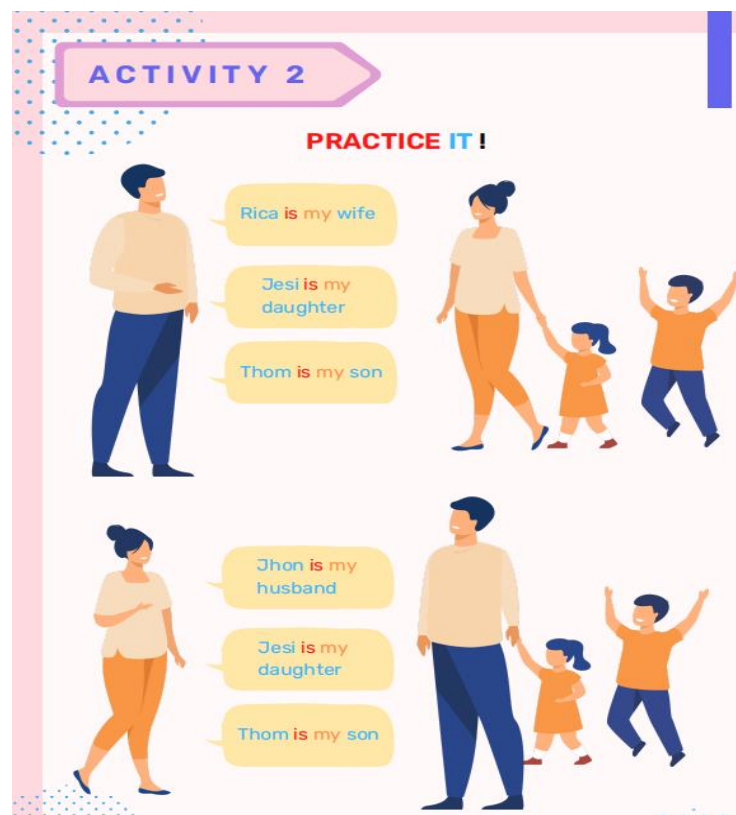 ACTIVITY 2
PRACTICE IT !
Rica is my wife
Jesi is my
daughter
Thom is my son
Jhon is my
husband
Jesi is my
daughter
Thom is my son